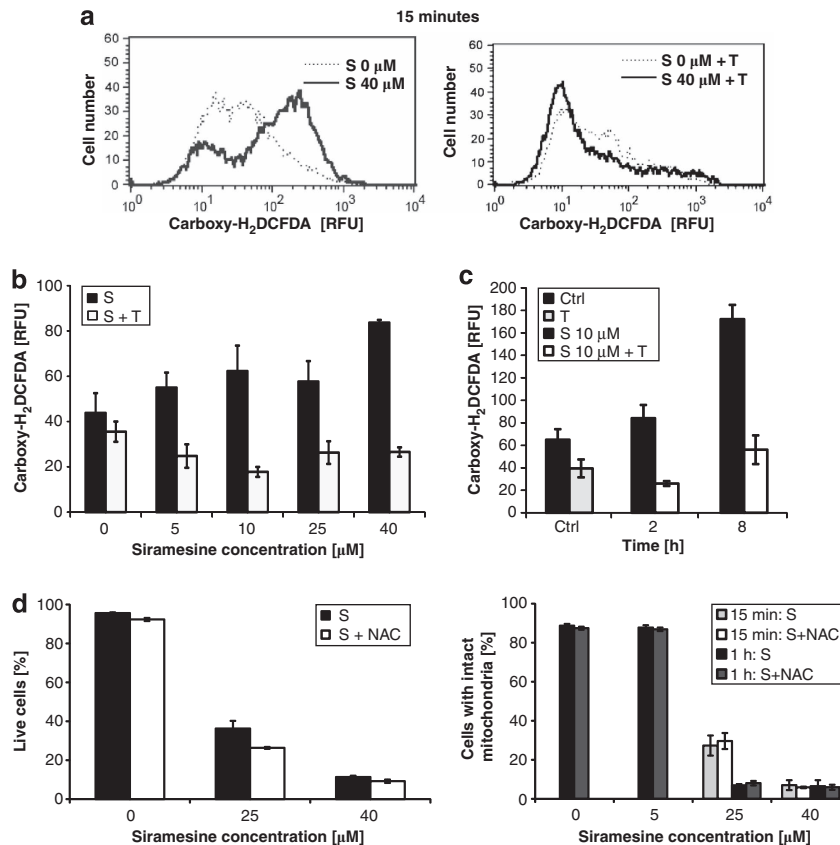 a
15 minutes
S 0 μM
S 40 μM
60
50
40
30
20
10
0
Cell number
10⁰ 10¹ 10² 10³ 10⁴
Carboxy-H₂DCFDA [RFU]
S 0 μM + T
S 40 μM + T
60
50
40
30
20
10
0
Cell number
10⁰ 10¹ 10² 10³ 10⁴
Carboxy-H₂DCFDA [RFU]
b
S
S + T
100
80
60
40
20
0
Carboxy-H₂DCFDA [RFU]
0 5 10 25 40
Siramesine concentration [μM]
c
Ctrl
T
S 10 μM
S 10 μM + T
200
180
160
140
120
100
80
60
40
20
0
Carboxy-H₂DCFDA [RFU]
Ctrl 2 8
Time [h]
d
S
S + NAC
100
80
60
40
20
0
Live cells [%]
0 25 40
Siramesine concentration [μM]
15 min: S
15 min: S+NAC
1 h: S
1 h: S+NAC
100
80
60
40
20
0
Cells with intact
mitochondria [%]
0 5 25 40
Siramesine concentration [μM]